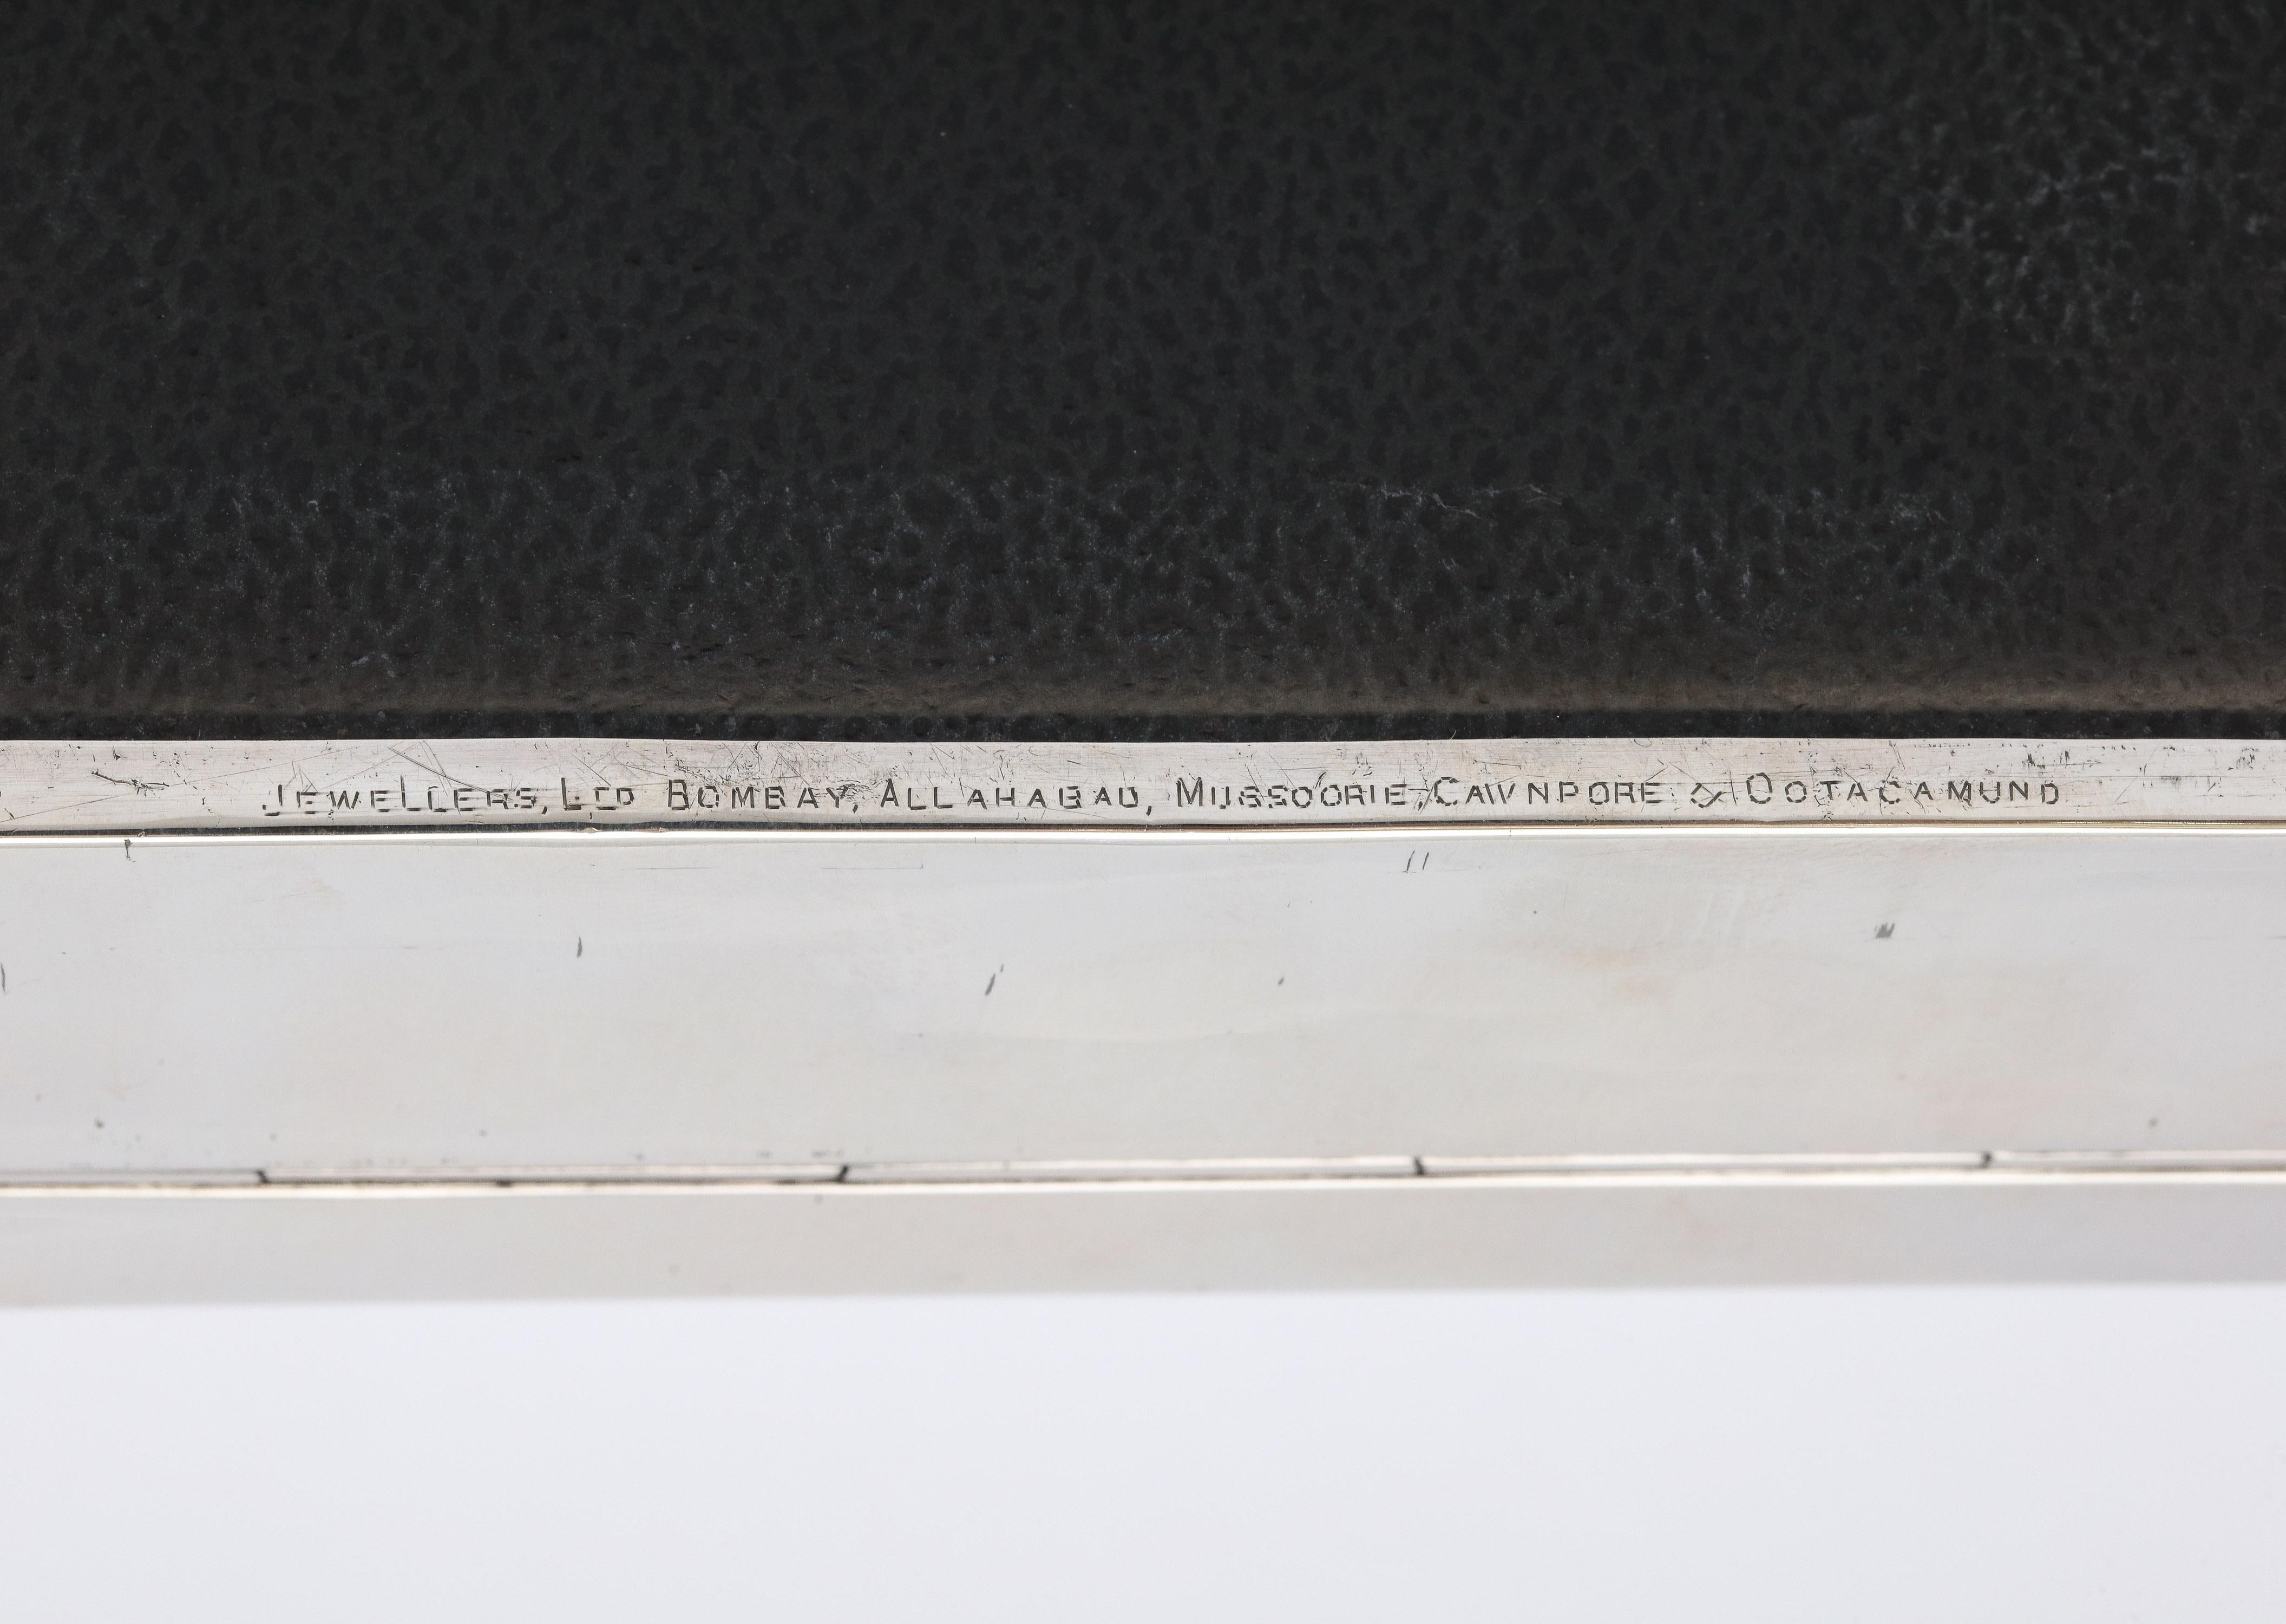 JEWELLERS, LTD BOMBAY, ALLAHABAD, MUSSOORIE, CAWNPORE & OOTACAMUND